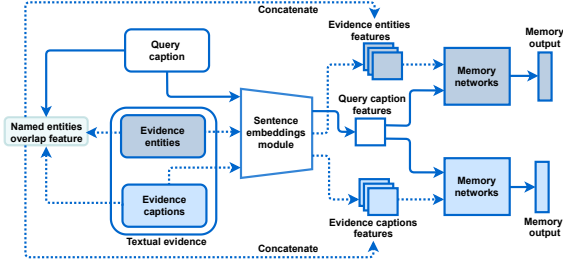 Concatenate
Evidence entities
features
Memory
output
Query
caption
Memory
networks
Query caption
features
Named entities
overlap feature
Evidence
entities
Sentence
embeddings
module
Evidence
captions
Memory
networks
Textual evidence
Evidence captions
features
Memory
output
Concatenate